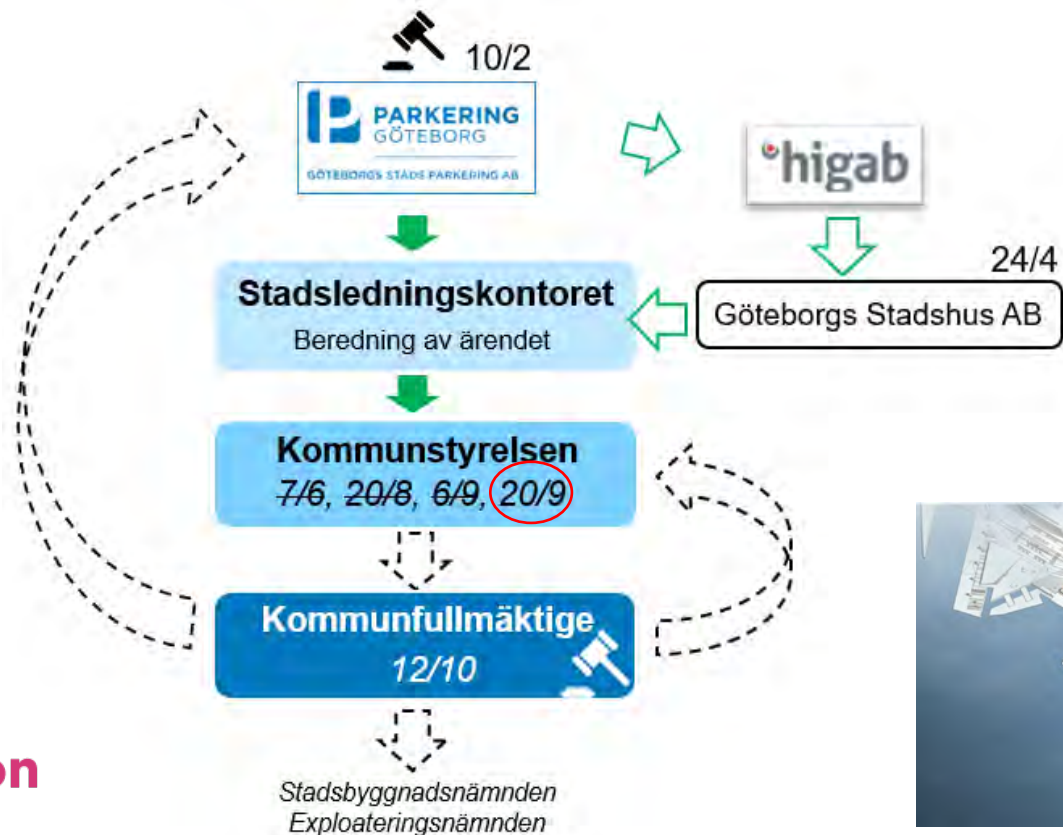 10/2
PARKERING
GÖTEBORG
GÖTEBORGS STADS PARKERING AB
higab
24/4
Göteborgs Stadshus AB
Stadsledningskontoret
Beredning av ärendet
Kommunstyrelsen
7/6, 20/8, 6/9, 20/9
Kommunfullmäktige
12/10
on
Stadsbyggnadsnämnden
Exploateringsnämnden